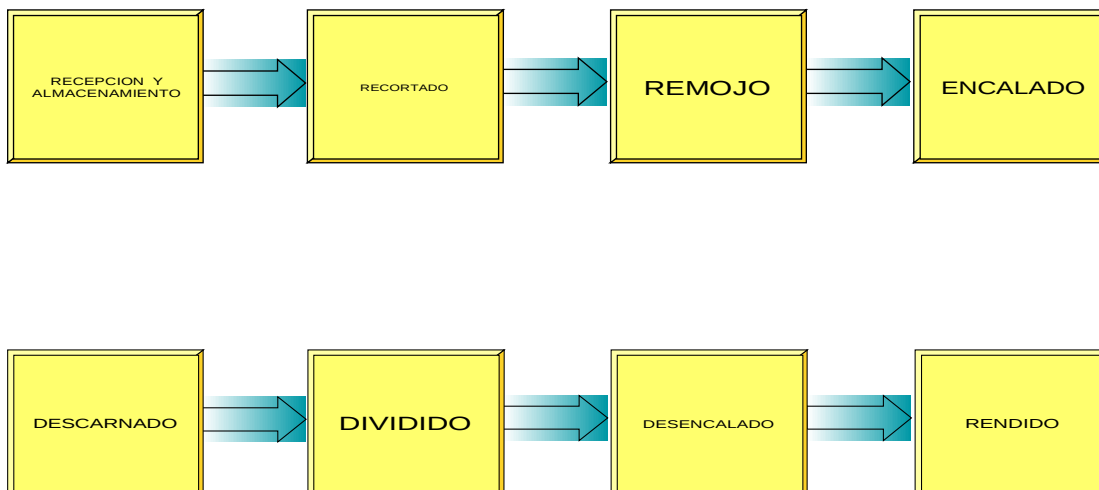 RECEPCION Y
ALMACENAMIENTO
RECORTADO
REMOJO
ENCALADO
DESCARNADO
DIVIDIDO
DESENCALADO
RENDIDO